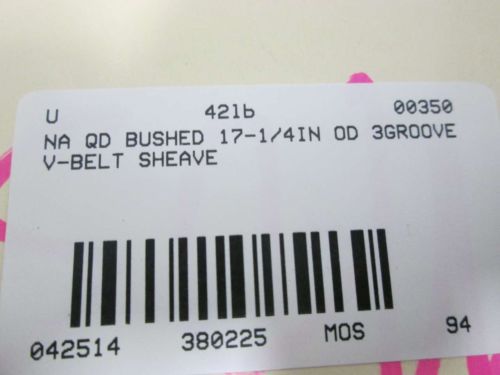 U 42lb 00350
NA QD BUSHED 17-1/4IN OD 3GROOVE
V-BELT SHEAVE
042514 380225 MOS 94